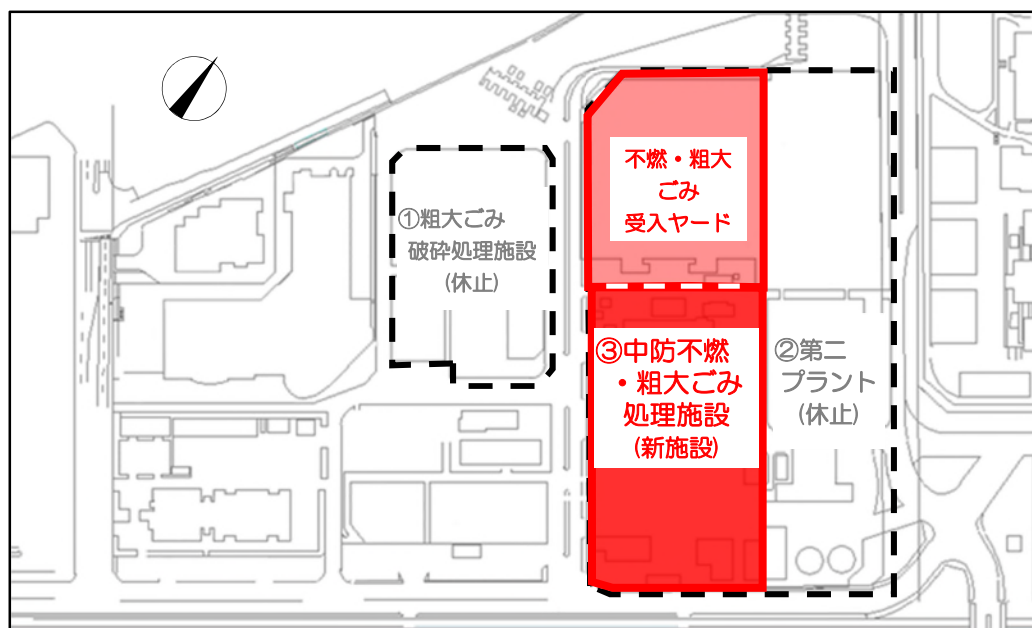 ①粗大ごみ
破砕処理施設
(休止)
不燃・粗大
ごみ
受入ヤード
③中防不燃
・粗大ごみ
処理施設
(新施設)
②第二
プラント
(休止)